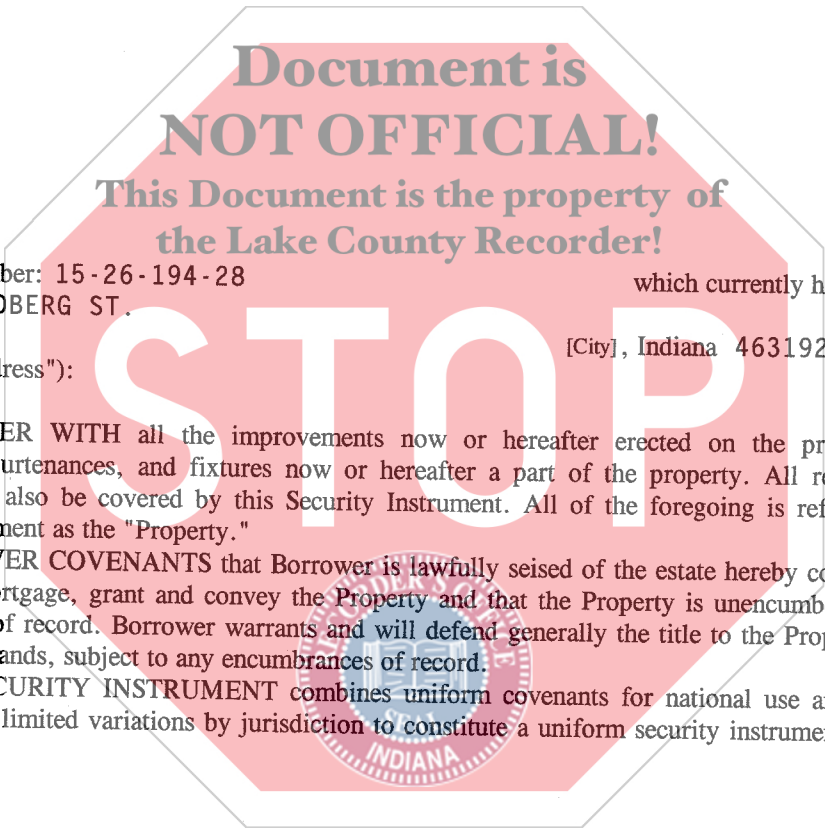 Document is
NOT OFFICIAL!
This Document is the property of
the Lake County Recorder!
ber: 15-26-194-28 which currently h
DBERG ST.
[City], Indiana 463192
ress"):
STOP
ER WITH all the improvements now or hereafter erected on the pr
urtenances, and fixtures now or hereafter a part of the property. All re
also be covered by this Security Instrument. All of the foregoing is ref
ment as the "Property."
VER COVENANTS that Borrower is lawfully seised of the estate hereby co
rtgage, grant and convey the Property and that the Property is unencumb
of record. Borrower warrants and will defend generally the title to the Prop
ands, subject to any encumbrances of record.
CURITY INSTRUMENT combines uniform covenants for national use a
limited variations by jurisdiction to constitute a uniform security instrume
RECORDER'S OFFICE
SEAL
INDIANA